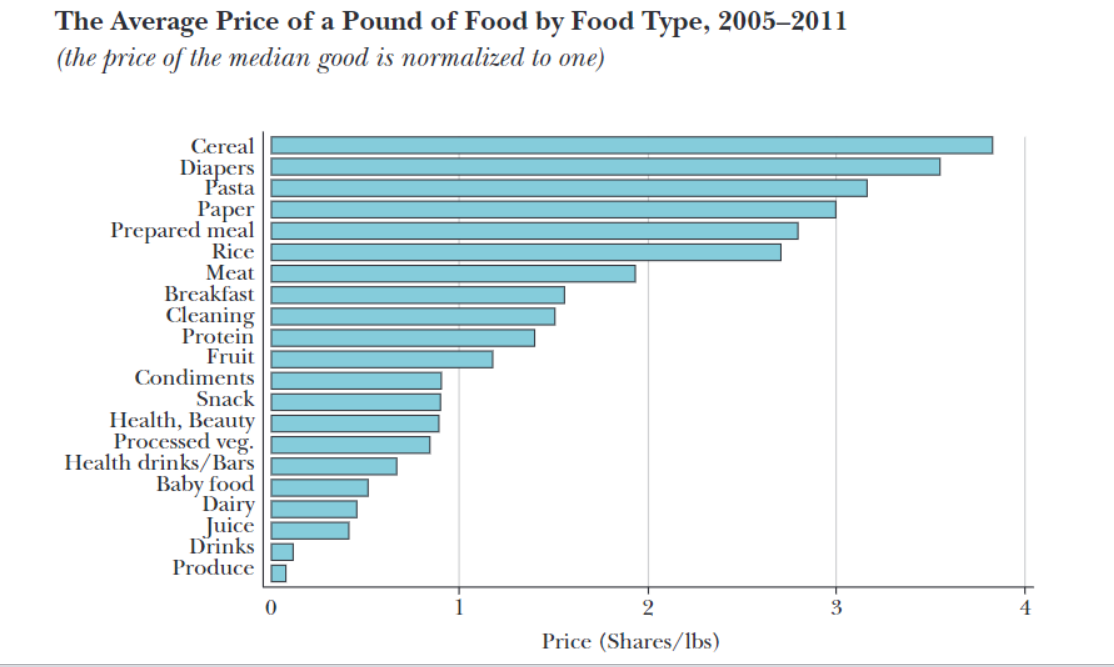 The Average Price of a Pound of Food by Food Type, 2005–2011
(the price of the median good is normalized to one)
Cereal
Diapers
Pasta
Paper
Prepared meal
Rice
Meat
Breakfast
Cleaning
Protein
Fruit
Condiments
Snack
Health, Beauty
Processed veg.
Health drinks/Bars
Baby food
Dairy
Juice
Drinks
Produce
0 1 2 3 4
Price (Shares/lbs)